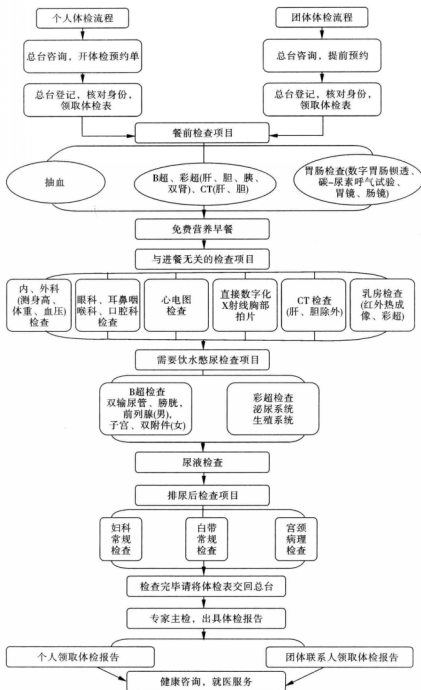 个人体检流程
团体体检流程
总台咨询，开体检预约单
总台咨询，提前预约
总台登记，核对身份，
领取体检表
总台登记，核对身份，
领取体检表
餐前检查项目
抽血
B超、彩超(肝、胆、胰、
双肾)、CT(肝、胆)
胃肠检查(数字胃肠钡透、
碳-尿素呼气试验、
胃镜、肠镜)
免费营养早餐
与进餐无关的检查项目
内、外科
(测身高、
体重、血压)
检查
眼科、耳鼻咽
喉科、口腔科
检查
心电图
检查
直接数字化
X射线胸部
拍片
CT 检查
(肝、胆除外)
乳房检查
(红外热成
像、彩超)
需要饮水憋尿检查项目
B超检查
双输尿管、膀胱，
前列腺(男)，
子宫、双附件(女)
彩超检查
泌尿系统
生殖系统
尿液检查
排尿后检查项目
妇科
常规
检查
白带
常规
检查
宫颈
病理
检查
检查完毕请将体检表交回总台
专家主检，出具体检报告
个人领取体检报告
团体联系人领取体检报告
健康咨询，就医服务